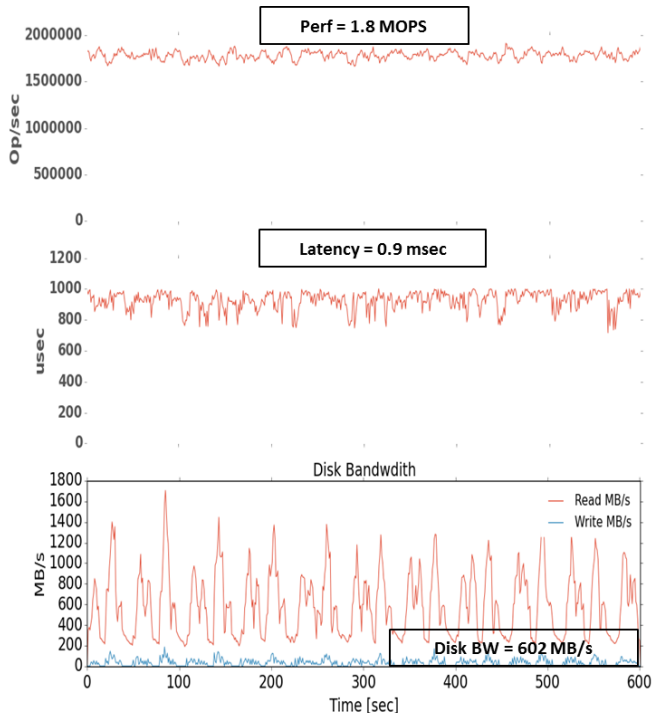 Perf = 1.8 MOPS
2000000
1500000
1000000
500000
0
Op/sec
Latency = 0.9 msec
1200
1000
800
600
400
200
0
usec
Disk Bandwdith
1800
1600
1400
1200
1000
800
600
400
200
0
MB/s
Read MB/s
Write MB/s
Disk BW = 602 MB/s
0 100 200 300 400 500 600
Time [sec]